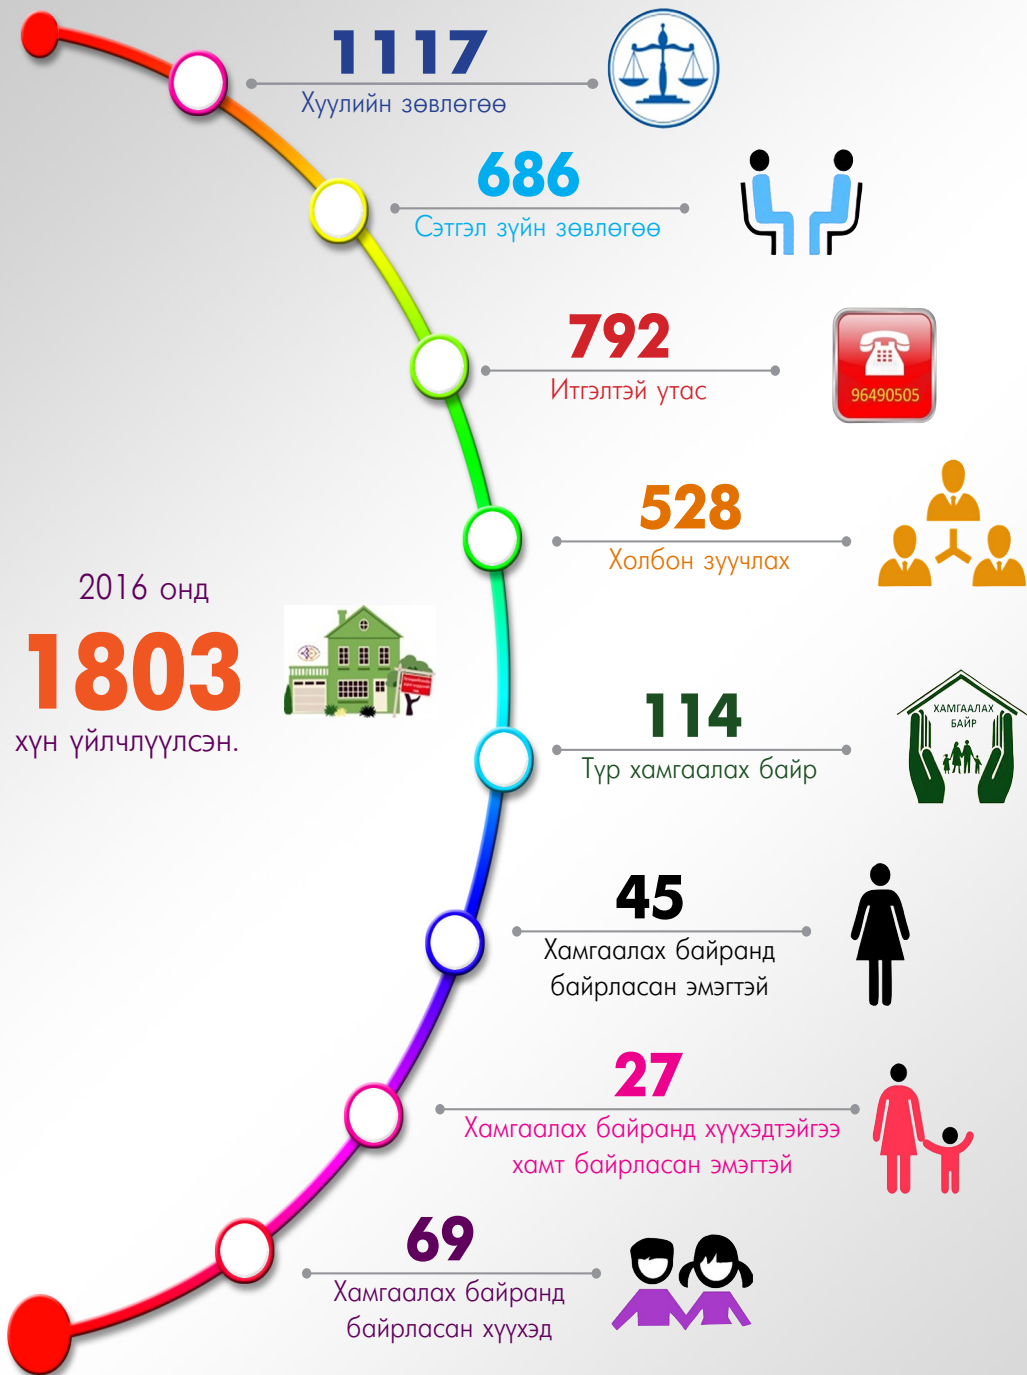 1117
Хуулийн зөвлөгөө
686
Сэтгэл зүйн зөвлөгөө
792
Итгэлтэй утас
96490505
528
Холбон зуучлах
2016 онд
1803
хүн үйлчлүүлсэн.
114
Түр хамгаалах байр
ХАМГААЛАХ
БАЙР
45
Хамгаалах байранд
байрласан эмэгтэй
27
Хамгаалах байранд хүүхэдтэйгээ
хамт байрласан эмэгтэй
69
Хамгаалах байранд
байрласан хүүхэд